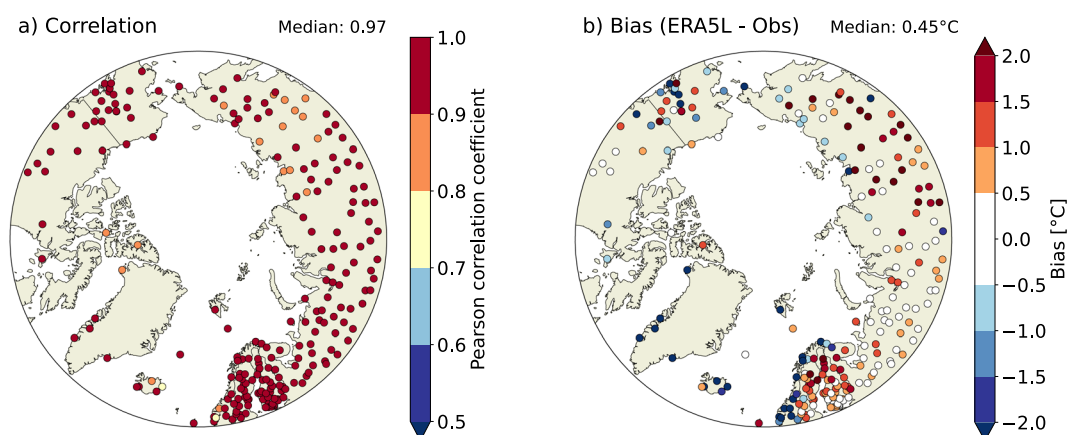 a) Correlation
Median: 0.97
1.0
0.9
0.8
0.7
0.6
0.5
Pearson correlation coefficient
b) Bias (ERA5L - Obs)
Median: 0.45°C
2.0
1.5
1.0
0.5
0.0
−0.5
−1.0
−1.5
−2.0
Bias [°C]